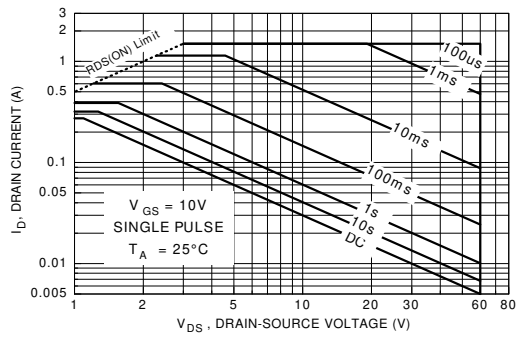 3
2
1
0.5
0.1
0.05
0.01
0.005
I D, DRAIN CURRENT (A)
RDS(ON) Limit
100us
1ms
10ms
100ms
1s
10s
DC
V GS = 10V
SINGLE PULSE
T A = 25°C
1
2
5
10
20
30
60
80
V DS , DRAIN-SOURCE VOLTAGE (V)